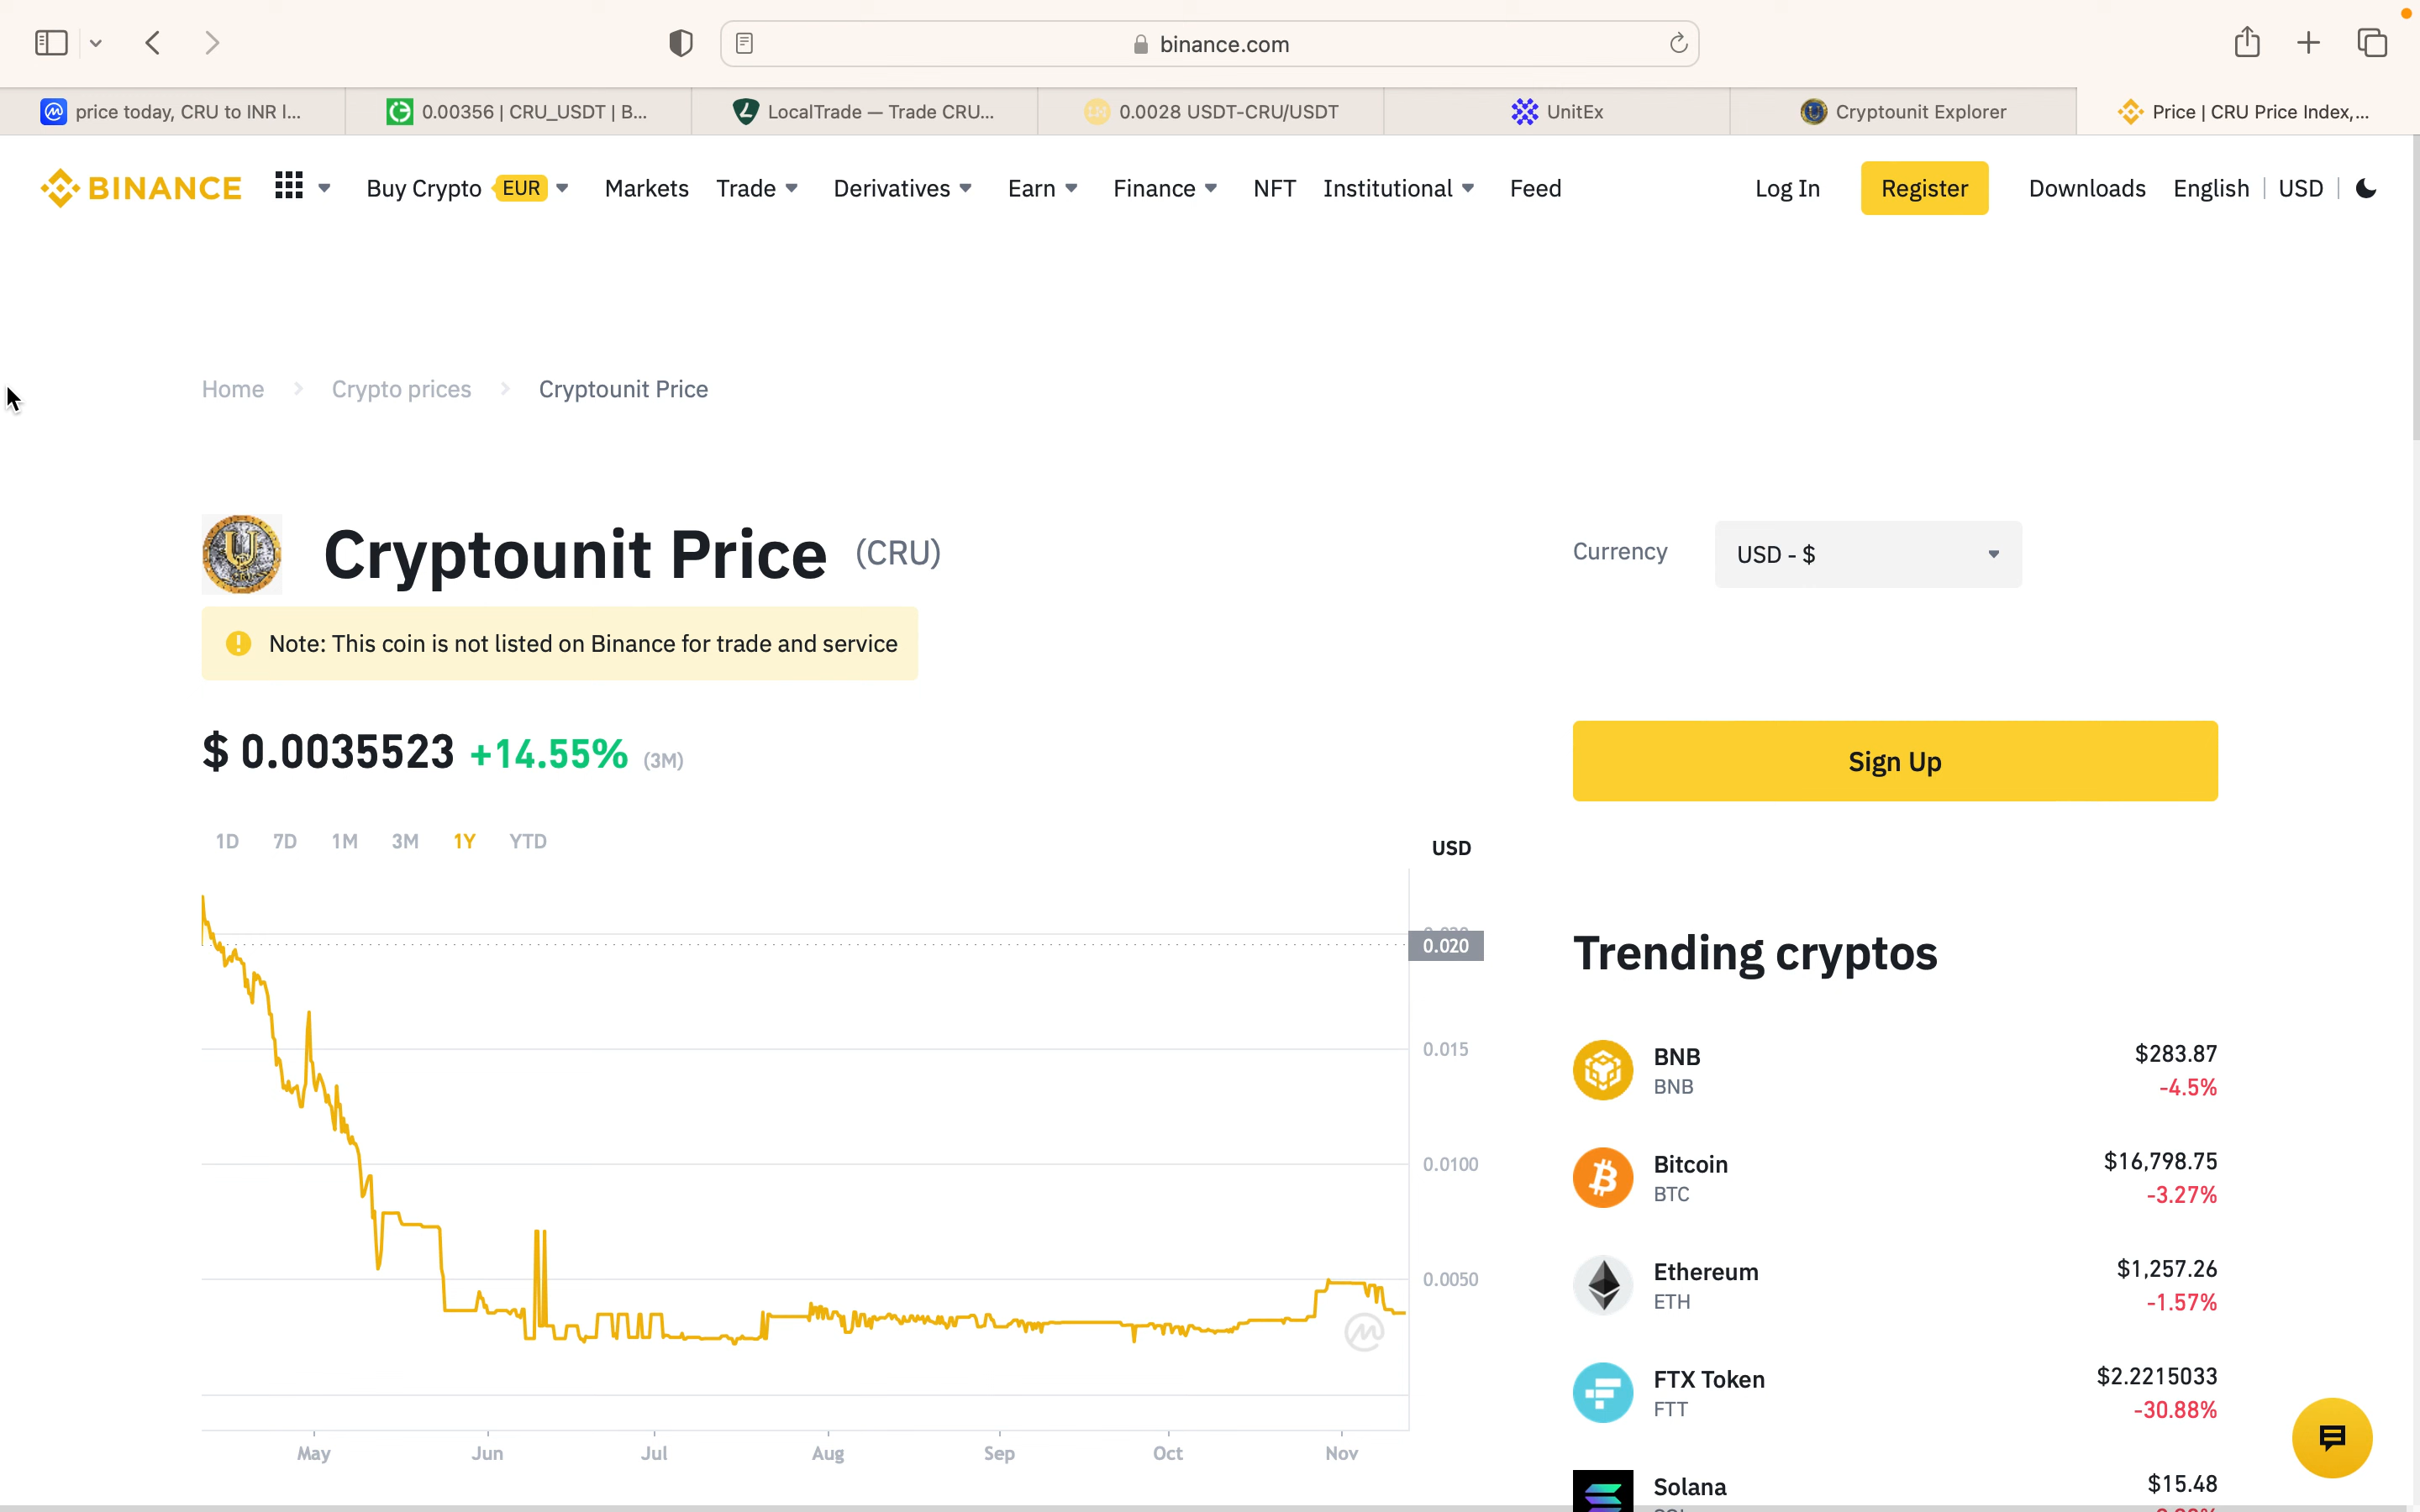 binance.com
price today, CRU to INR l...
0.00356 | CRU_USDT | B...
LocalTrade — Trade CRU...
0.0028 USDT-CRU/USDT
UnitEx
Cryptounit Explorer
Price | CRU Price Index,...
BINANCE
Buy Crypto EUR
Markets
Trade
Derivatives
Earn
Finance
NFT
Institutional
Feed
Log In
Register
Downloads
English
USD
Home
Crypto prices
Cryptounit Price
Cryptounit Price (CRU)
Currency
USD - $
Note: This coin is not listed on Binance for trade and service
$ 0.0035523 +14.55% (3M)
Sign Up
1D 7D 1M 3M 1Y YTD
USD
0.020
0.015
0.0100
0.0050
May Jun Jul Aug Sep Oct Nov
Trending cryptos
BNB $283.87
BNB -4.5%
Bitcoin $16,798.75
BTC -3.27%
Ethereum $1,257.26
ETH -1.57%
FTX Token $2.2215033
FTT -30.88%
Solana $15.48